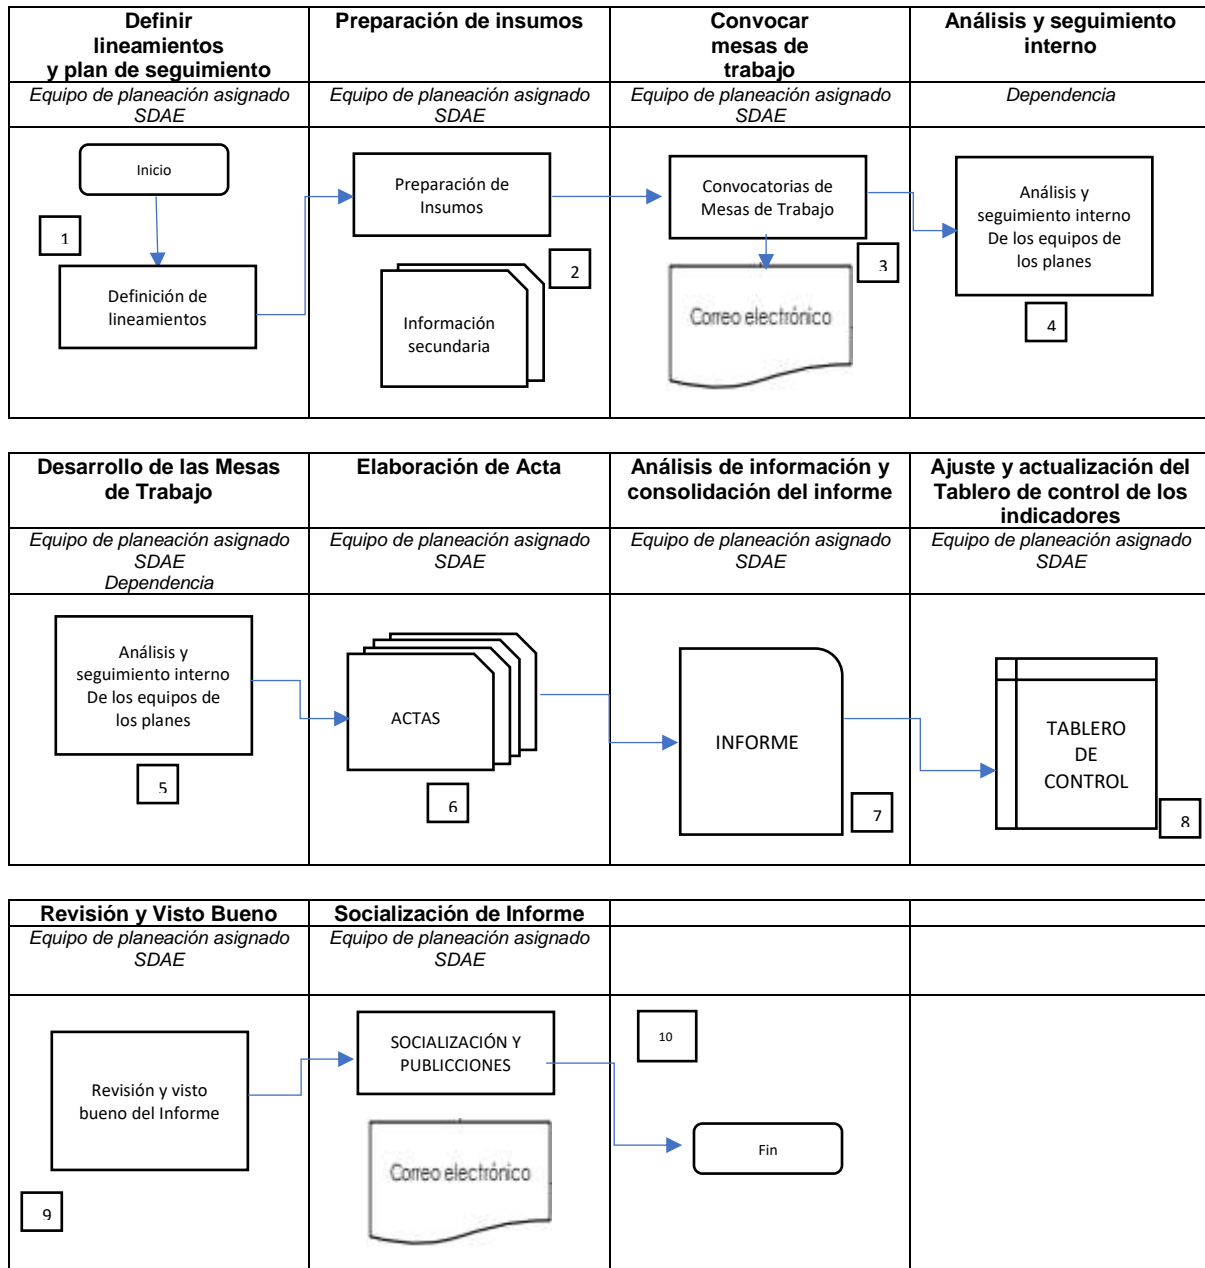 Definir
lineamientos
y plan de seguimiento
Preparación de insumos
Convocar
mesas de
trabajo
Análisis y seguimiento
interno
Equipo de planeación asignado
SDAE
Equipo de planeación asignado
SDAE
Equipo de planeación asignado
SDAE
Dependencia
Inicio
1
Definición de
lineamientos
Preparación de
Insumos
2
Información
secundaria
Convocatorias de
Mesas de Trabajo
3
Correo electrónico
Análisis y
seguimiento interno
De los equipos de
los planes
4
Desarrollo de las Mesas
de Trabajo
Elaboración de Acta
Análisis de información y
consolidación del informe
Ajuste y actualización del
Tablero de control de los
indicadores
Equipo de planeación asignado
SDAE
Dependencia
Equipo de planeación asignado
SDAE
Equipo de planeación asignado
SDAE
Equipo de planeación asignado
SDAE
Análisis y
seguimiento interno
De los equipos de
los planes
5
ACTAS
6
INFORME
7
TABLERO
DE
CONTROL
8
Revisión y Visto Bueno
Socialización de Informe
Equipo de planeación asignado
SDAE
Equipo de planeación asignado
SDAE
Revisión y visto
bueno del Informe
9
SOCIALIZACIÓN Y
PUBLICCIONES
Correo electrónico
10
Fin